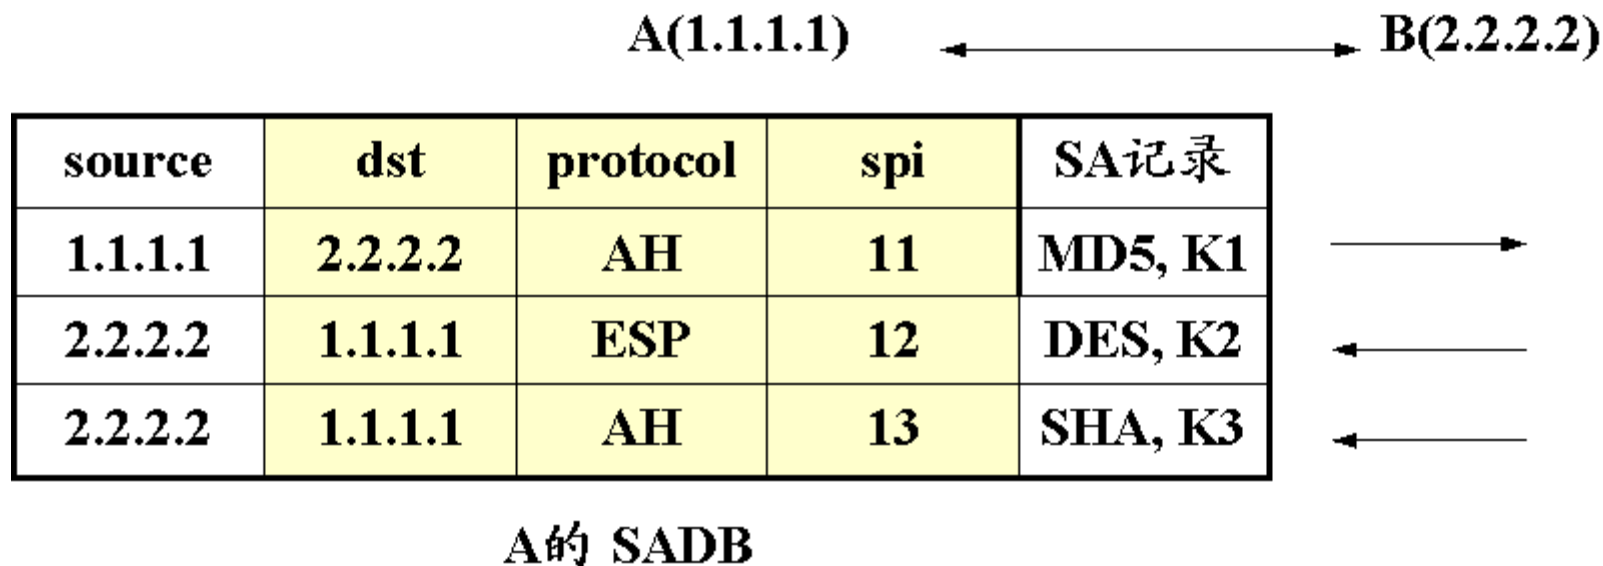 A(1.1.1.1) B(2.2.2.2)
source dst protocol spi SA记录
1.1.1.1 2.2.2.2 AH 11 MD5, K1
2.2.2.2 1.1.1.1 ESP 12 DES, K2
2.2.2.2 1.1.1.1 AH 13 SHA, K3
A的 SADB